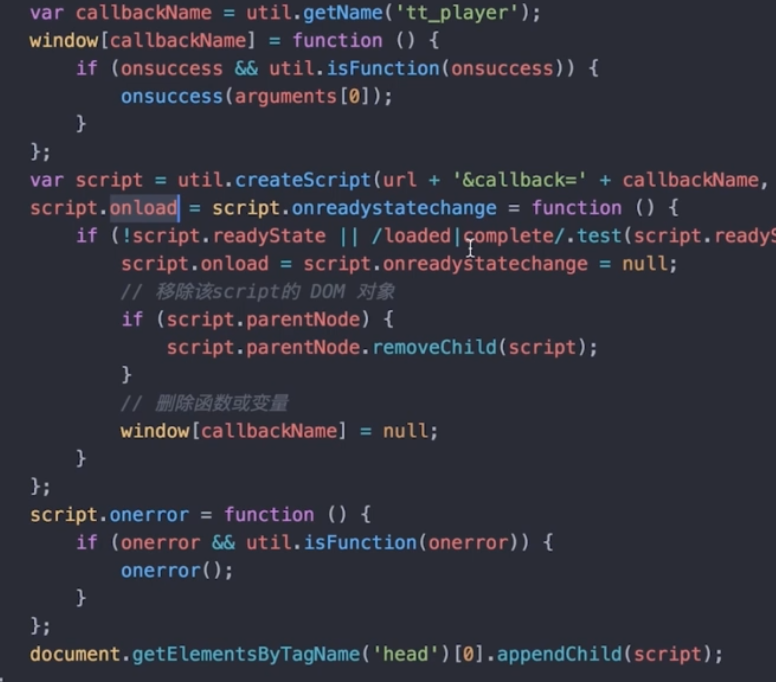 var callbackName = util.getName('tt_player');
window[callbackName] = function () {
    if (onsuccess && util.isFunction(onsuccess)) {
        onsuccess(arguments[0]);
    }
};
var script = util.createScript(url + '&callback=' + callbackName,
script.onload = script.onreadystatechange = function () {
    if (!script.readyState || /loaded|complete/.test(script.readyS
        script.onload = script.onreadystatechange = null;
        // 移除该script的 DOM 对象
        if (script.parentNode) {
            script.parentNode.removeChild(script);
        }
        // 删除函数或变量
        window[callbackName] = null;
    }
};
script.onerror = function () {
    if (onerror && util.isFunction(onerror)) {
        onerror();
    }
};
document.getElementsByTagName('head')[0].appendChild(script);